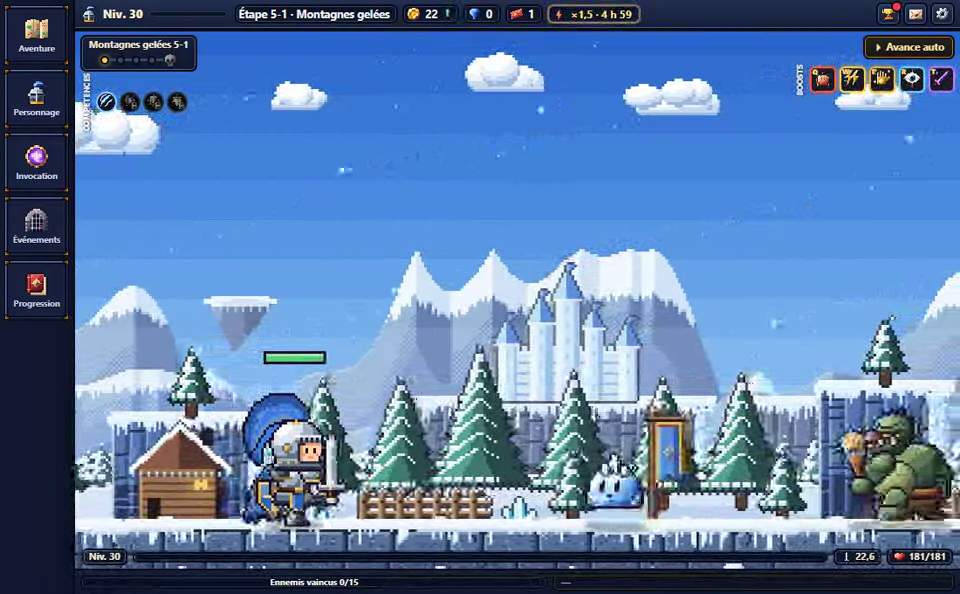 Niv. 30
Étape 5-1 · Montagnes gelées
22
0
1
×1,5 · 4 h 59
Aventure
Personnage
Invocation
Événements
Progression
Montagnes gelées 5-1
Avance auto
COMPÉTENCES
BOOSTS
Niv. 30
22,6
181/181
Ennemis vaincus 0/15
—